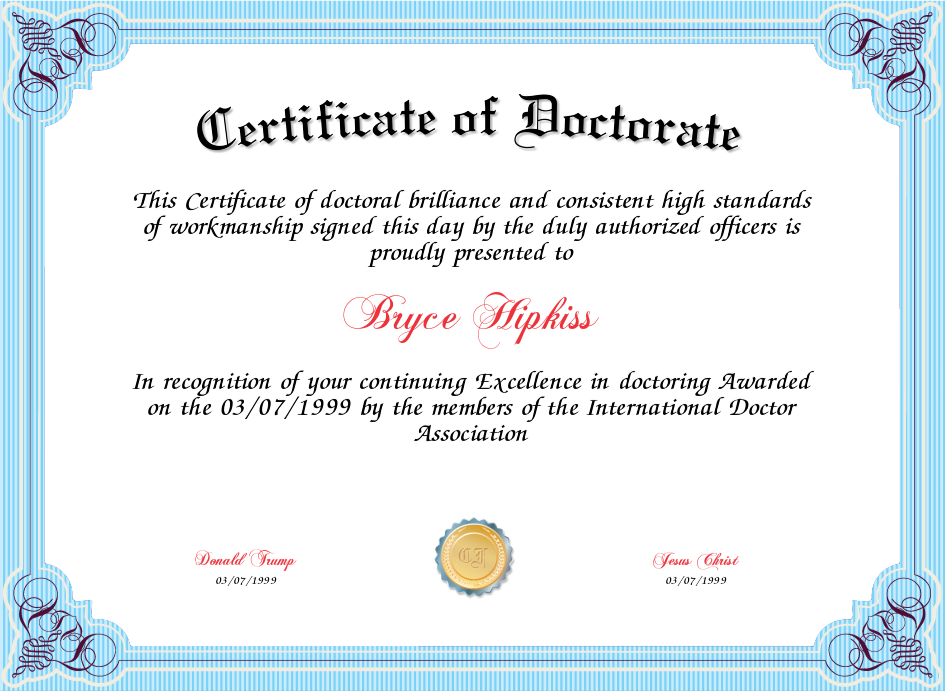 Certificate of Doctorate
This Certificate of doctoral brilliance and consistent high standards
of workmanship signed this day by the duly authorized officers is
proudly presented to
Bryce Hipkiss
In recognition of your continuing Excellence in doctoring Awarded
on the 03/07/1999 by the members of the International Doctor
Association
Donald Trump
03/07/1999
Jesus Christ
03/07/1999